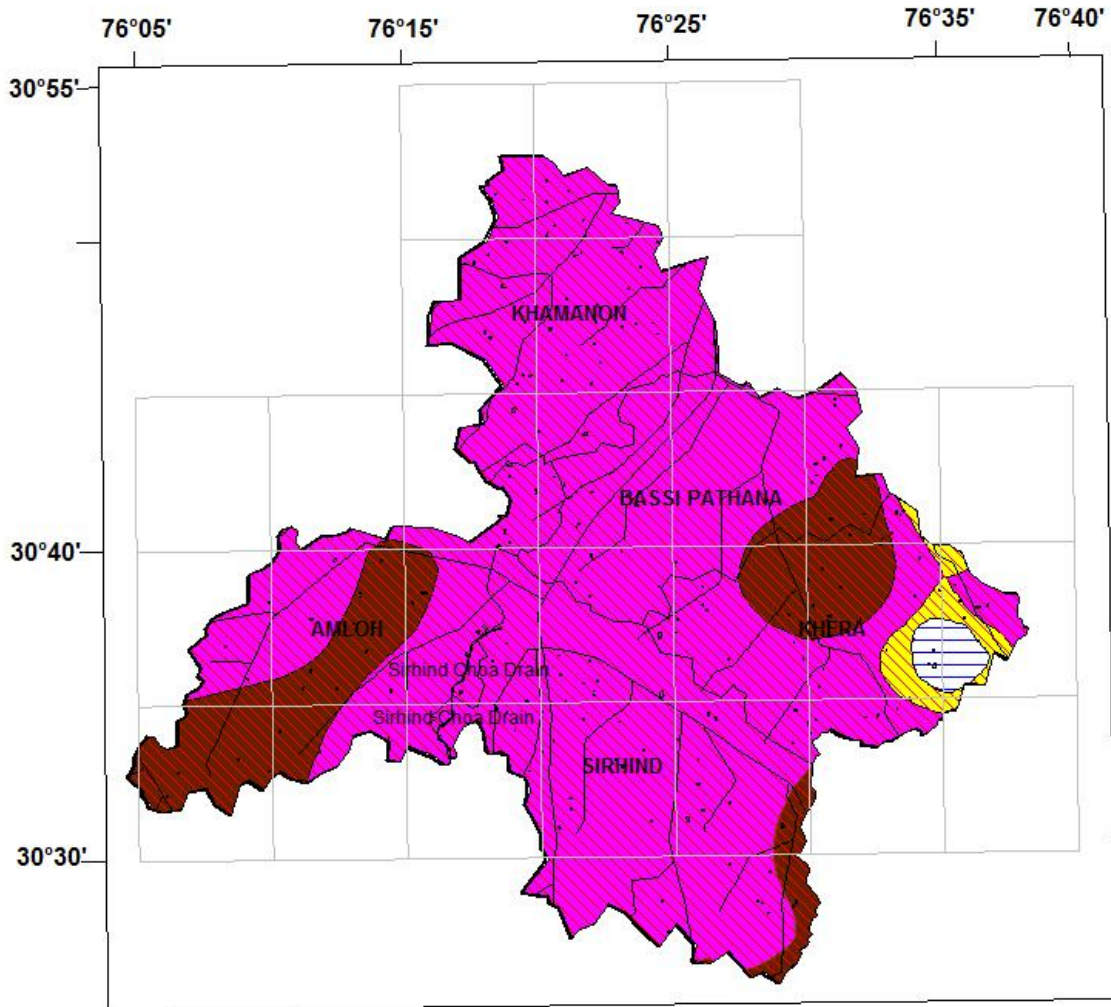 76°05' 76°15' 76°25' 76°35' 76°40'
30°55'
KHAMANON
BASSI PATHANA
30°40'
AMLOH KHERA
Sirhind Choa Drain
Sirhind Choa Drain
SIRHIND
30°30'